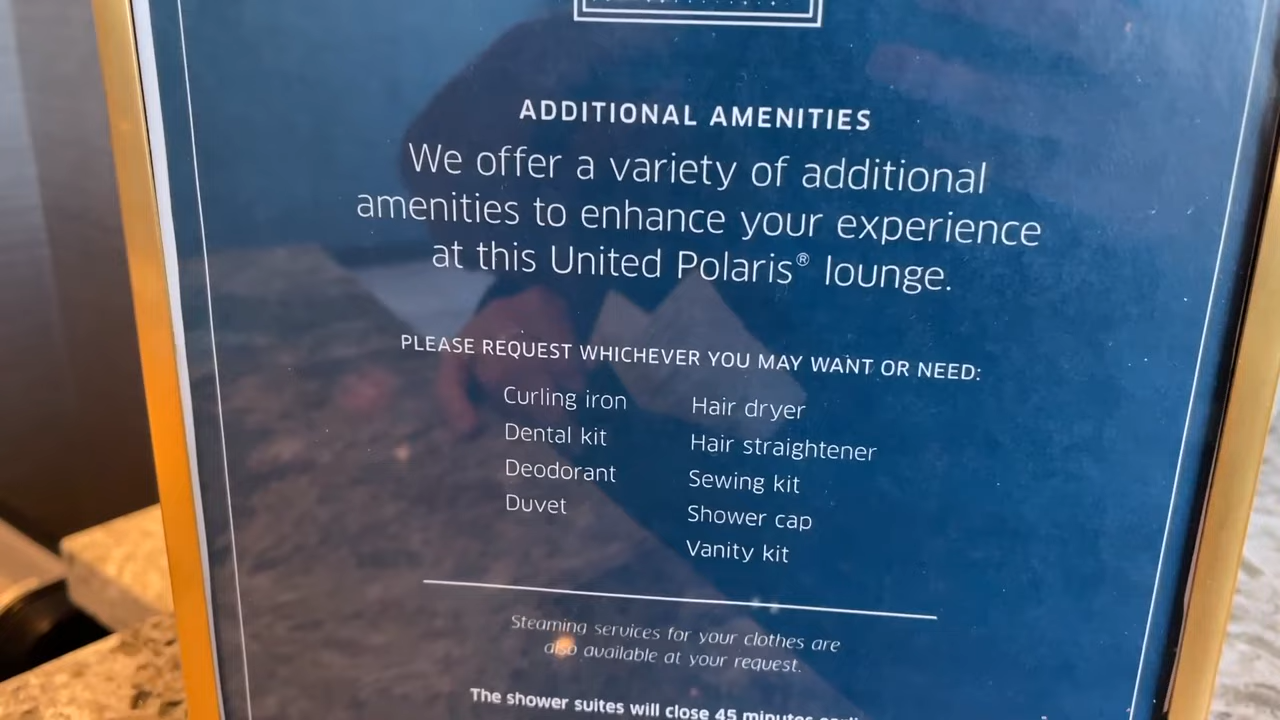 ADDITIONAL AMENITIES
We offer a variety of additional
amenities to enhance your experience
at this United Polaris® lounge.
PLEASE REQUEST WHICHEVER YOU MAY WANT OR NEED:
Curling iron
Dental kit
Deodorant
Duvet
Hair dryer
Hair straightener
Sewing kit
Shower cap
Vanity kit
Steaming services for your clothes are
also available at your request.
The shower suites will close 45 minutes